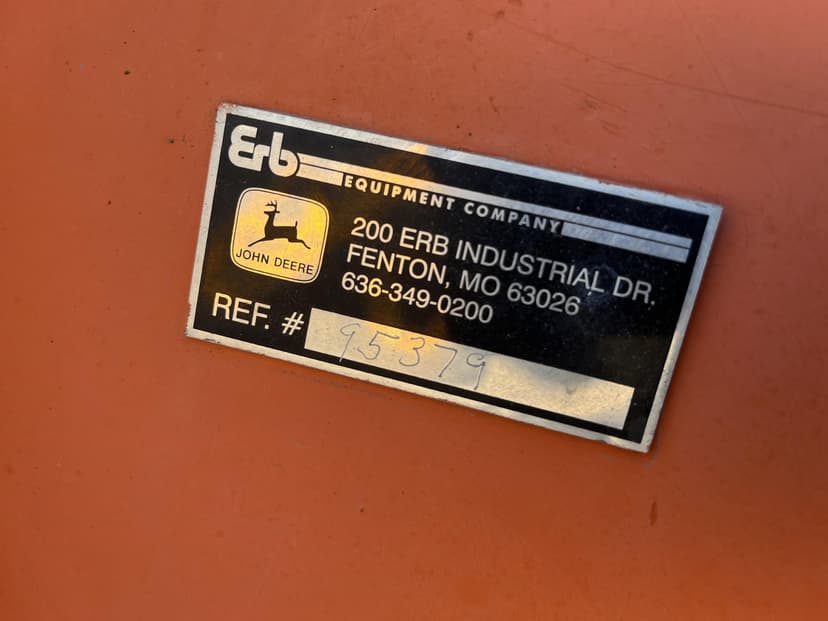 Erb
EQUIPMENT COMPANY
JOHN DEERE
200 ERB INDUSTRIAL DR.
FENTON, MO 63026
636-349-0200
REF. # 95379